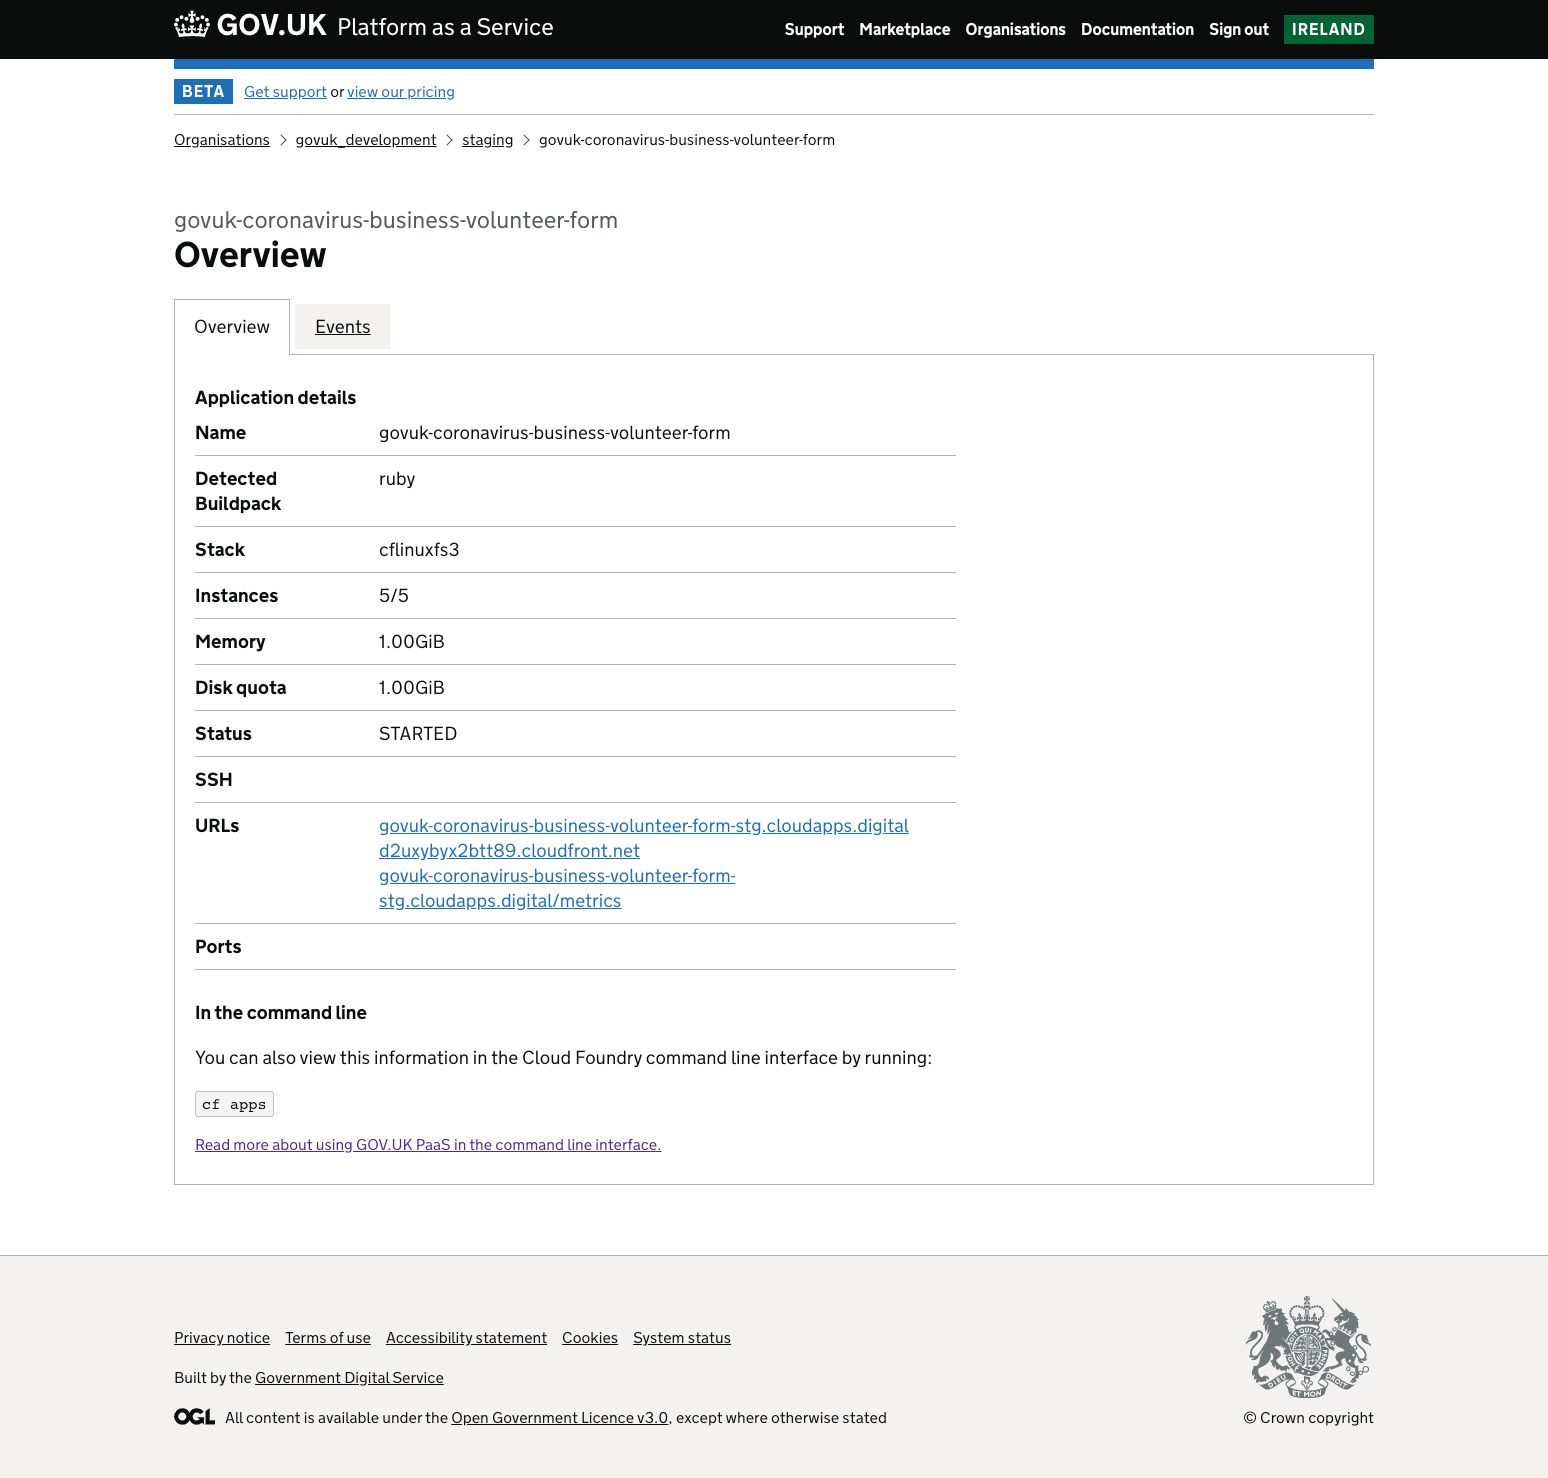 GOV.UK Platform as a Service
Support Marketplace Organisations Documentation Sign out IRELAND
BETA Get support or view our pricing
Organisations govuk_development staging govuk-coronavirus-business-volunteer-form
govuk-coronavirus-business-volunteer-form
Overview
Overview Events
Application details
Name govuk-coronavirus-business-volunteer-form
Detected ruby
Buildpack
Stack cflinuxfs3
Instances 5/5
Memory 1.00GiB
Disk quota 1.00GiB
Status STARTED
SSH
URLs govuk-coronavirus-business-volunteer-form-stg.cloudapps.digital
d2uxybyx2btt89.cloudfront.net
govuk-coronavirus-business-volunteer-form-
stg.cloudapps.digital/metrics
Ports
In the command line
You can also view this information in the Cloud Foundry command line interface by running:
cf apps
Read more about using GOV.UK PaaS in the command line interface.
Privacy notice Terms of use Accessibility statement Cookies System status
Built by the Government Digital Service
OGL All content is available under the Open Government Licence v3.0, except where otherwise stated
DIEU ET MON DROIT
© Crown copyright